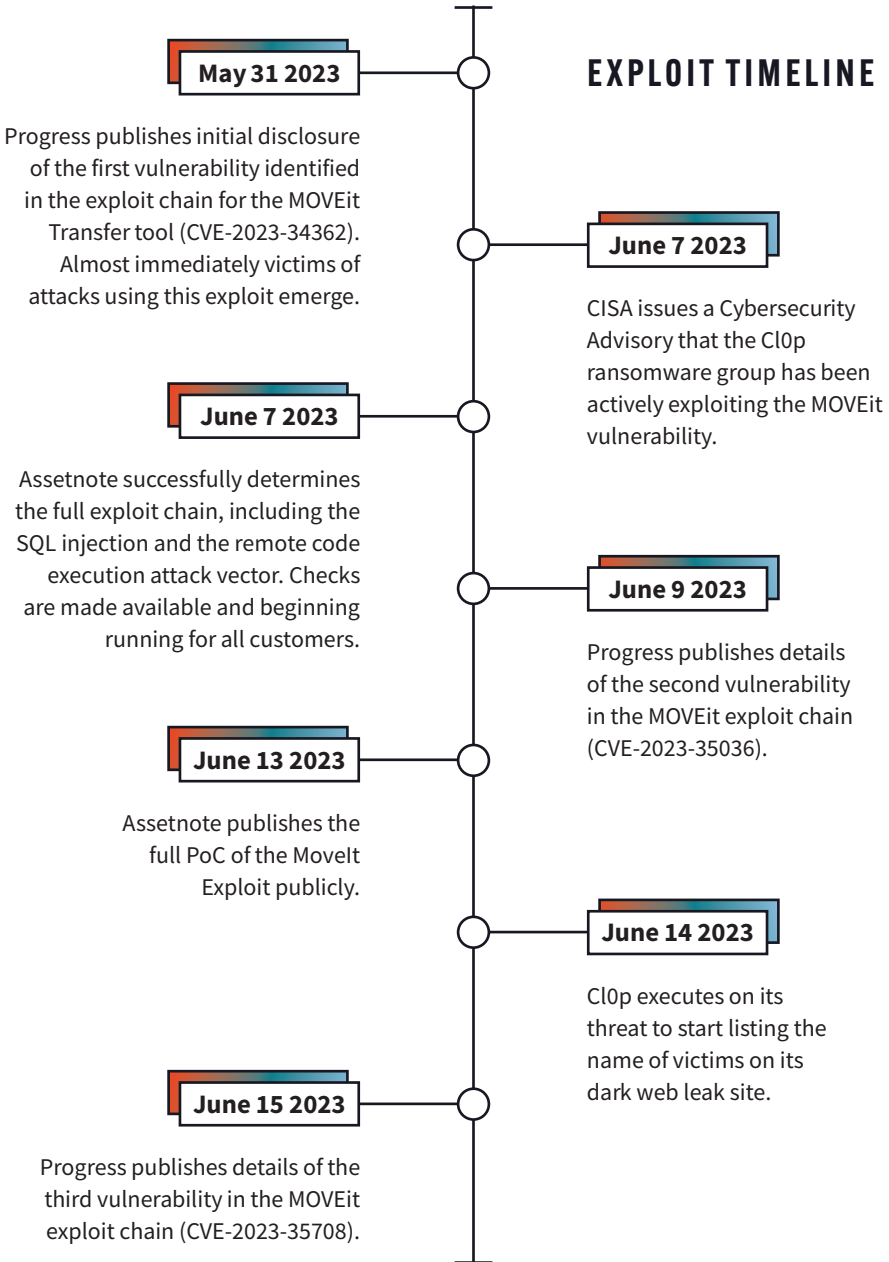 EXPLOIT TIMELINE
May 31 2023
Progress publishes initial disclosure
of the first vulnerability identified
in the exploit chain for the MOVEit
Transfer tool (CVE-2023-34362).
Almost immediately victims of
attacks using this exploit emerge.
June 7 2023
CISA issues a Cybersecurity
Advisory that the Cl0p
ransomware group has been
actively exploiting the MOVEit
vulnerability.
June 7 2023
Assetnote successfully determines
the full exploit chain, including the
SQL injection and the remote code
execution attack vector. Checks
are made available and beginning
running for all customers.
June 9 2023
Progress publishes details
of the second vulnerability
in the MOVEit exploit chain
(CVE-2023-35036).
June 13 2023
Assetnote publishes the
full PoC of the MoveIt
Exploit publicly.
June 14 2023
Cl0p executes on its
threat to start listing the
name of victims on its
dark web leak site.
June 15 2023
Progress publishes details of the
third vulnerability in the MOVEit
exploit chain (CVE-2023-35708).